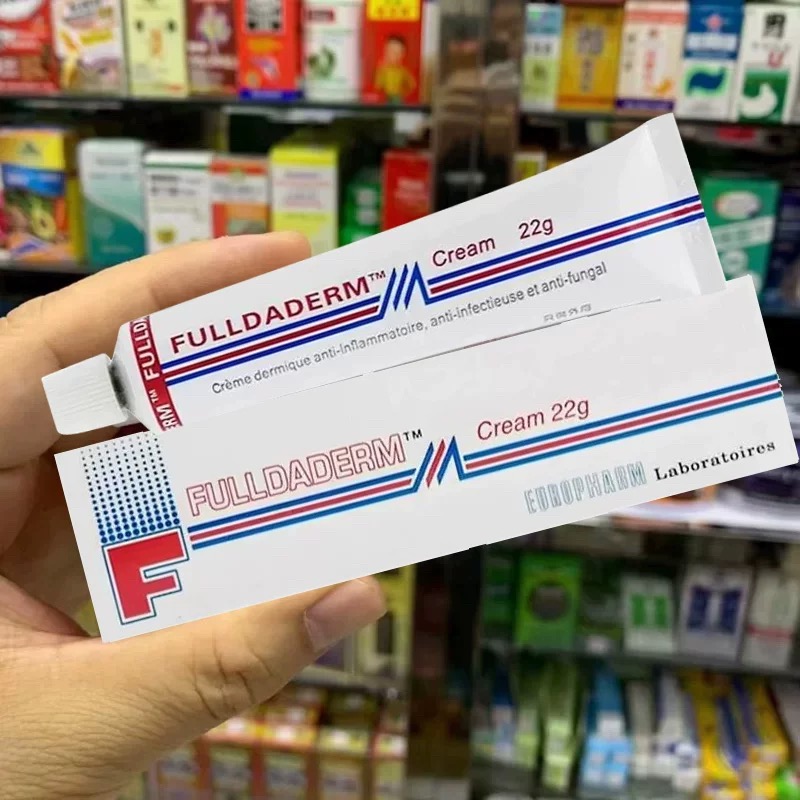 FULLDADERM™ Cream 22g
Crème dermique anti-inflammatoire, anti-infectieuse et anti-fungal
FULLDADERM™ Cream 22g
EUROPHARM Laboratoires
F